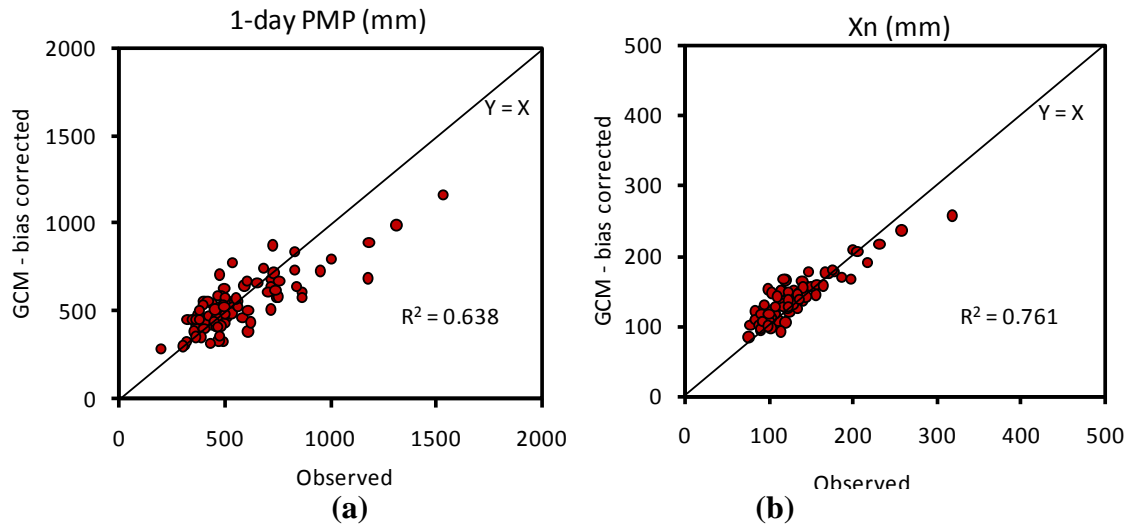 1-day PMP (mm)
2000
1500
1000
500
0
GCM - bias corrected
Y = X
R² = 0.638
0 500 1000 1500 2000
Observed
(a)
Xn (mm)
500
400
300
200
100
0
GCM - bias corrected
Y = X
R² = 0.761
0 100 200 300 400 500
Observed
(b)